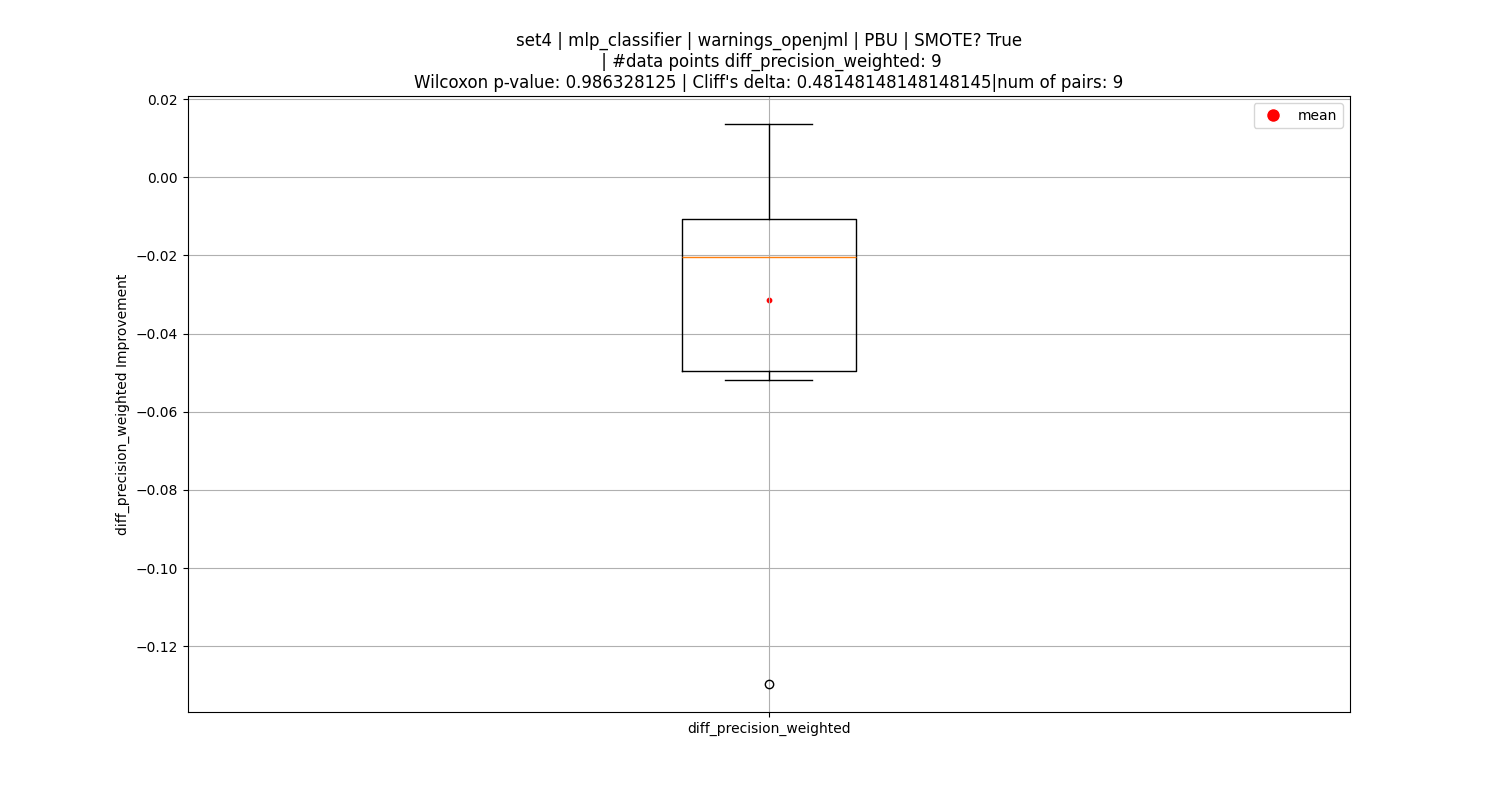 set4 | mlp_classifier | warnings_openjml | PBU | SMOTE? True
| #data points diff_precision_weighted: 9
Wilcoxon p-value: 0.986328125 | Cliff's delta: 0.48148148148148145|num of pairs: 9
mean
0.02
0.00
−0.02
−0.04
−0.06
−0.08
−0.10
−0.12
diff_precision_weighted Improvement
diff_precision_weighted